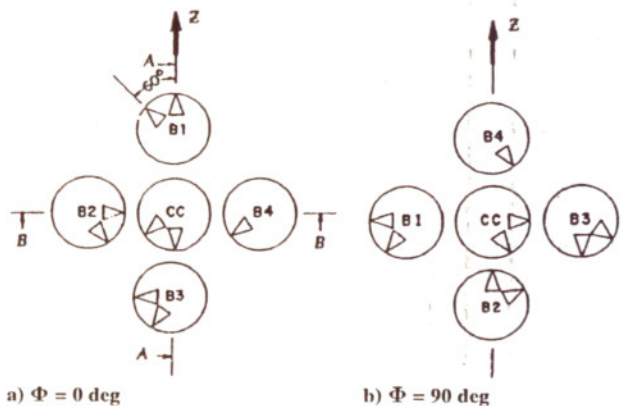 Z
A
60°
B1
B2
CC
B4
B
B
B3
A
a) Φ = 0 deg
Z
B4
B1
CC
B3
B2
b) Φ = 90 deg